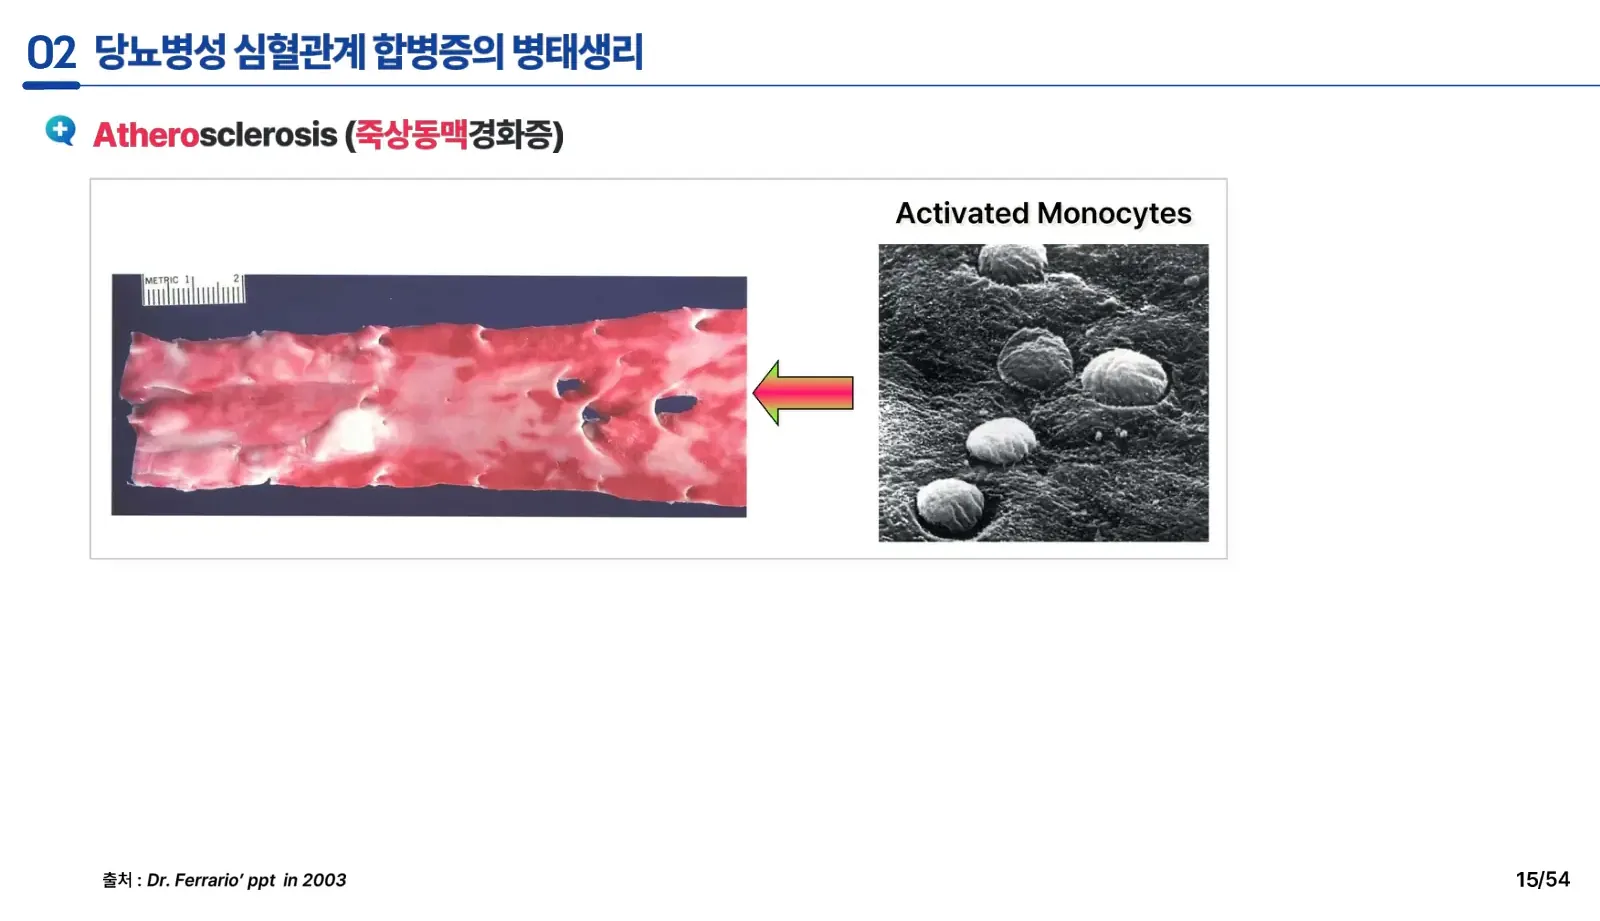 02 당뇨병성 심혈관계 합병증의 병태생리
Atherosclerosis (죽상동맥경화증)
Activated Monocytes
METRIC 1 2
출처 : Dr. Ferrario’ ppt in 2003
15/54